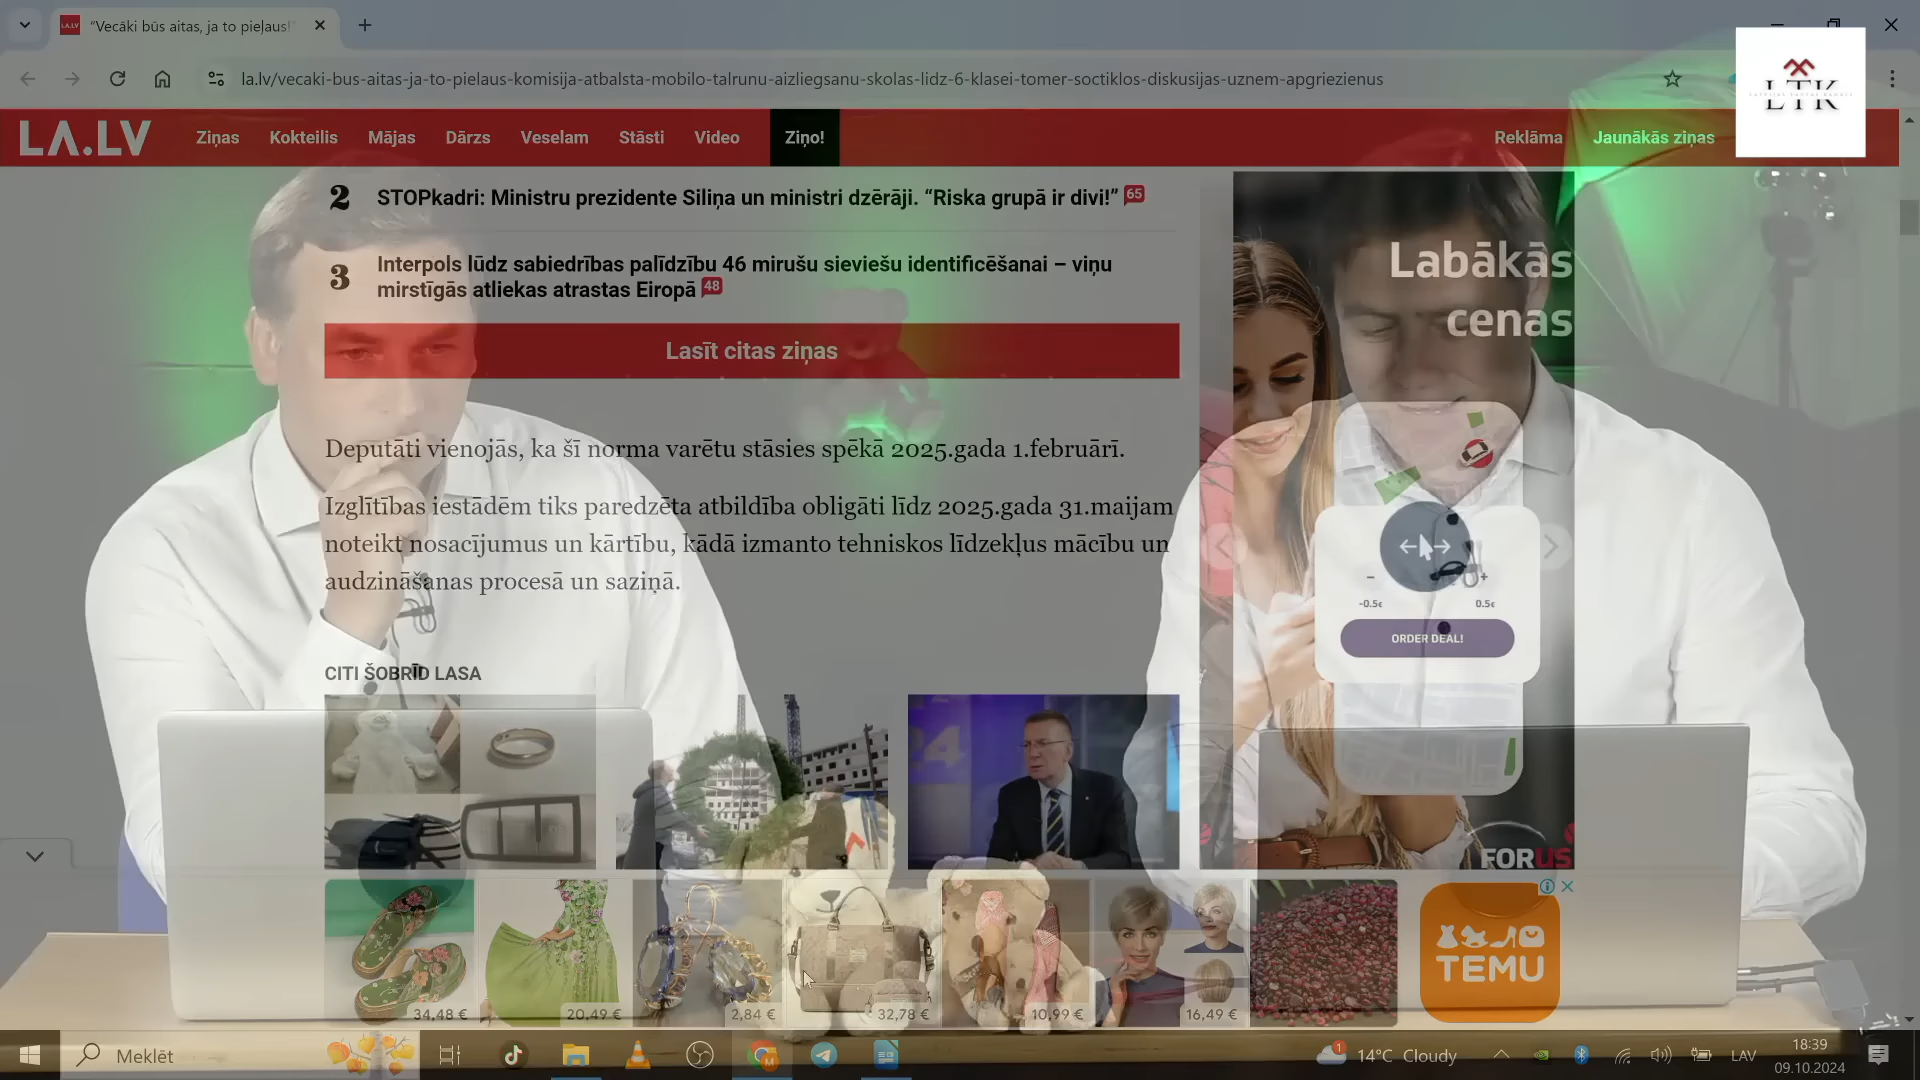 "Vecāki būs aitas, ja to pieļaus!"
la.lv/vecaki-bus-aitas-ja-to-pielaus-komisija-atbalsta-mobilo-talrunu-aizliegsanu-skolas-lidz-6-klasei-tomer-soctiklos-diskusijas-uznem-apgriezienus
LTK
LA.LV Ziņas Kokteilis Mājas Dārzs Veselam Stāsti Video Ziņo! Reklāma Jaunākās ziņas
2 STOPkadri: Ministru prezidente Siliņa un ministri dzērāji. “Riska grupā ir divi!” 65
3 Interpols lūdz sabiedrības palīdzību 46 mirušu sieviešu identificēšanai – viņu
mirstīgās atliekas atrastas Eiropā 48
Lasīt citas ziņas
Deputāti vienojās, ka šī norma varētu stāsies spēkā 2025.gada 1.februārī.
Izglītības iestādēm tiks paredzēta atbildība obligāti līdz 2025.gada 31.maijam
noteikt nosacījumus un kārtību, kādā izmanto tehniskos līdzekļus mācību un
audzināšanas procesā un saziņā.
CITI ŠOBRĪD LASA
24
Labākās
cenas
- +
-0.5€ 0.5€
ORDER DEAL!
FORUS
34,48 € 20,49 € 2,84 € 32,78 € 10,99 € 16,49 €
TEMU
Meklēt
1
14°C Cloudy
LAV
18:39
09.10.2024